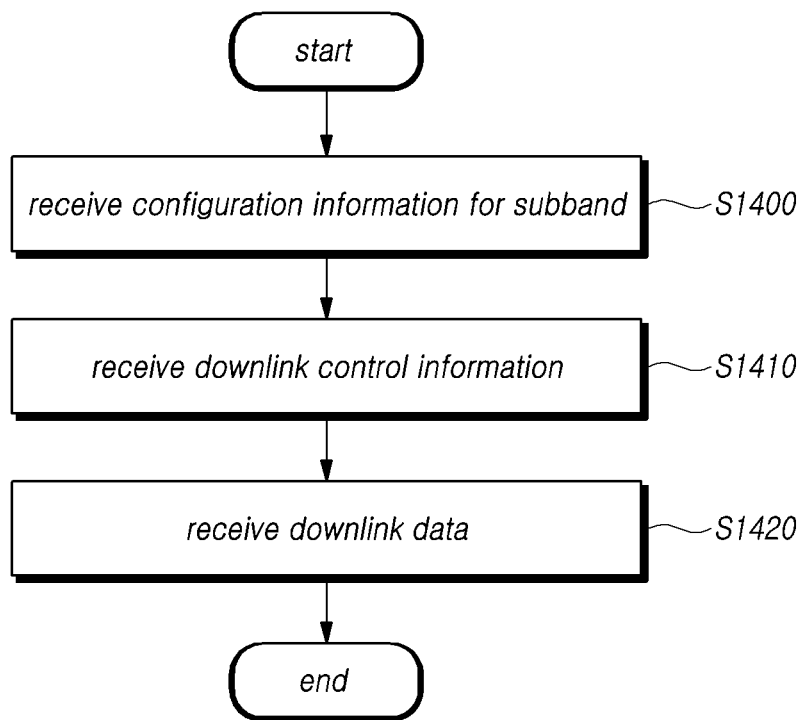 start
receive configuration information for subband
S1400
receive downlink control information
S1410
receive downlink data
S1420
end